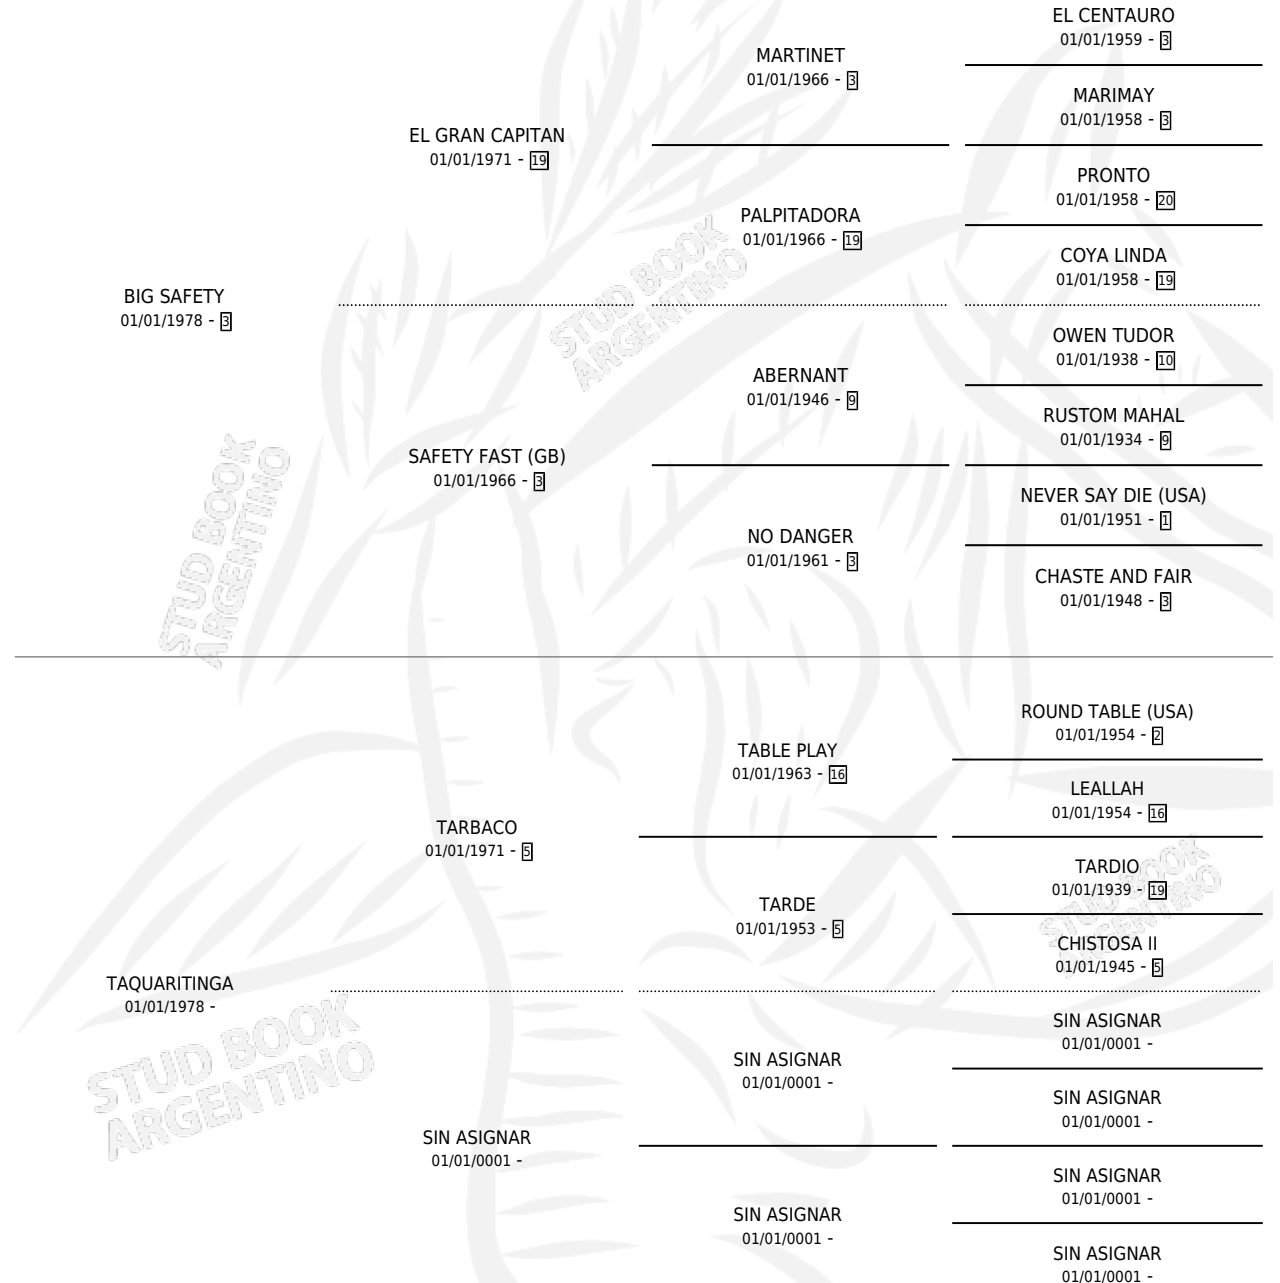 EL CENTAURO
01/01/1959 - 3
MARTINET
01/01/1966 - 3
MARIMAY
01/01/1958 - 3
EL GRAN CAPITAN
01/01/1971 - 19
PRONTO
01/01/1958 - 20
PALPITADORA
01/01/1966 - 19
COYA LINDA
01/01/1958 - 19
BIG SAFETY
01/01/1978 - 3
STUD BOOK
ARGENTINO
OWEN TUDOR
01/01/1938 - 10
ABERNANT
01/01/1946 - 9
RUSTOM MAHAL
01/01/1934 - 9
SAFETY FAST (GB)
01/01/1966 - 3
NEVER SAY DIE (USA)
01/01/1951 - 1
NO DANGER
01/01/1961 - 3
CHASTE AND FAIR
01/01/1948 - 3
STUD BOOK
ARGENTINO
ROUND TABLE (USA)
01/01/1954 - 2
TABLE PLAY
01/01/1963 - 16
LEALLAH
01/01/1954 - 16
TARBACO
01/01/1971 - 5
TARDIO
01/01/1939 - 19
TARDE
01/01/1953 - 5
CHISTOSA II
01/01/1945 - 5
STUD BOOK
ARGENTINO
TAQUARITINGA
01/01/1978 -
SIN ASIGNAR
01/01/0001 -
SIN ASIGNAR
01/01/0001 -
SIN ASIGNAR
01/01/0001 -
STUD BOOK
ARGENTINO
SIN ASIGNAR
01/01/0001 -
SIN ASIGNAR
01/01/0001 -
SIN ASIGNAR
01/01/0001 -
SIN ASIGNAR
01/01/0001 -